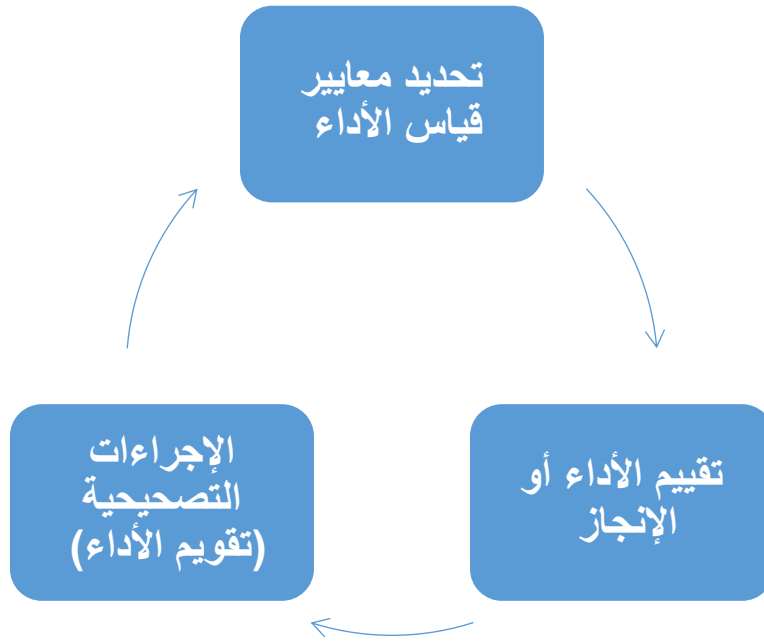 تحديد معايير
قياس الأداء
تقييم الأداء أو
الإنجاز
الإجراءات
التصحيحية
(تقويم الأداء)